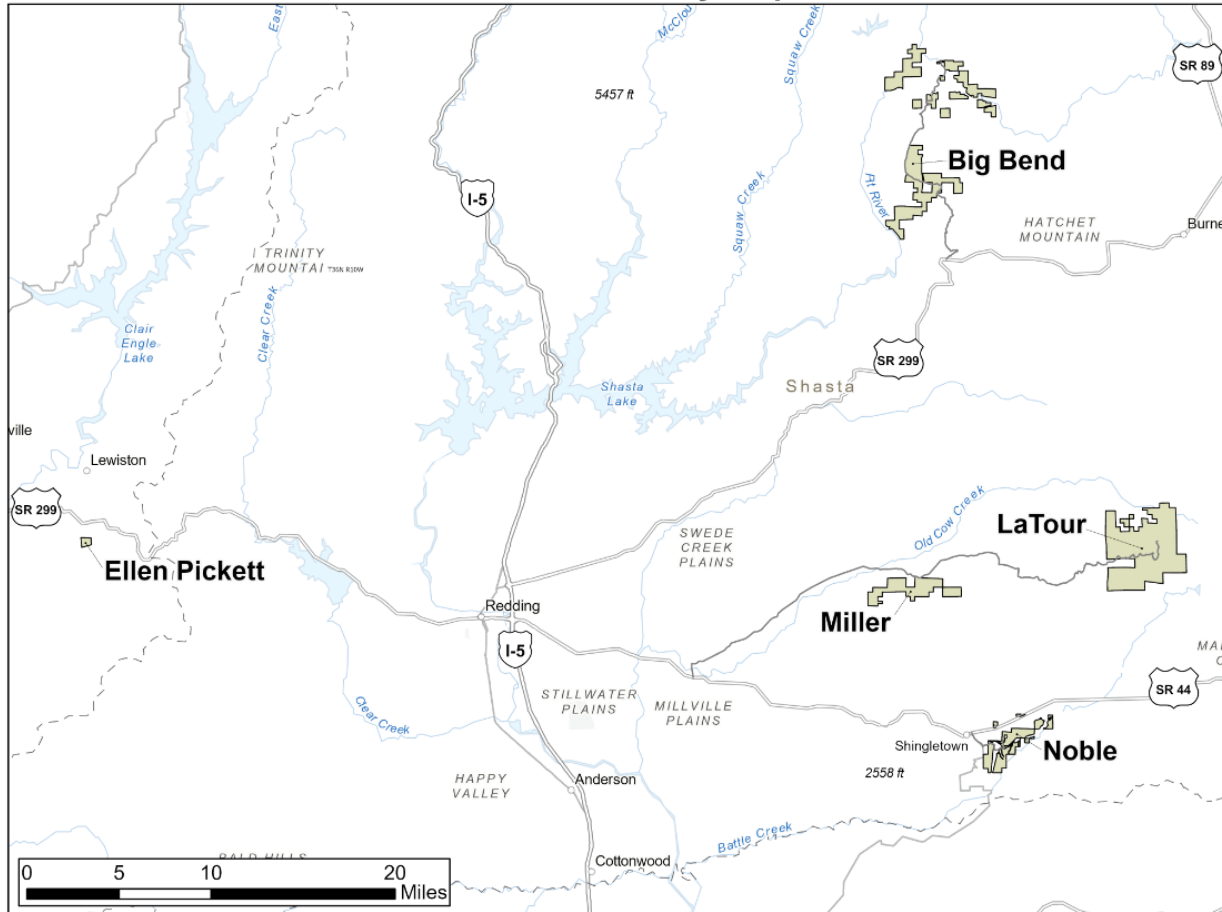 East
McClou
Squaw Creek
SR 89
5457 ft
Big Bend
I-5
Squaw Creek
Pit River
HATCHET
MOUNTAIN
Burne
TRINITY
MOUNTAI
T36N R10W
Clear Creek
Clair
Engle
Lake
SR 299
Shasta
Lake
Shasta
ville
Lewiston
SR 299
Ellen Pickett
Old Cow Creek
LaTour
SWEDE
CREEK
PLAINS
Miller
Redding
I-5
SR 44
STILLWATER
PLAINS
MILLVILLE
PLAINS
Clear Creek
Shingletown
Noble
2558 ft
HAPPY
VALLEY
Anderson
Battle Creek
Cottonwood
0 5 10 20
Miles